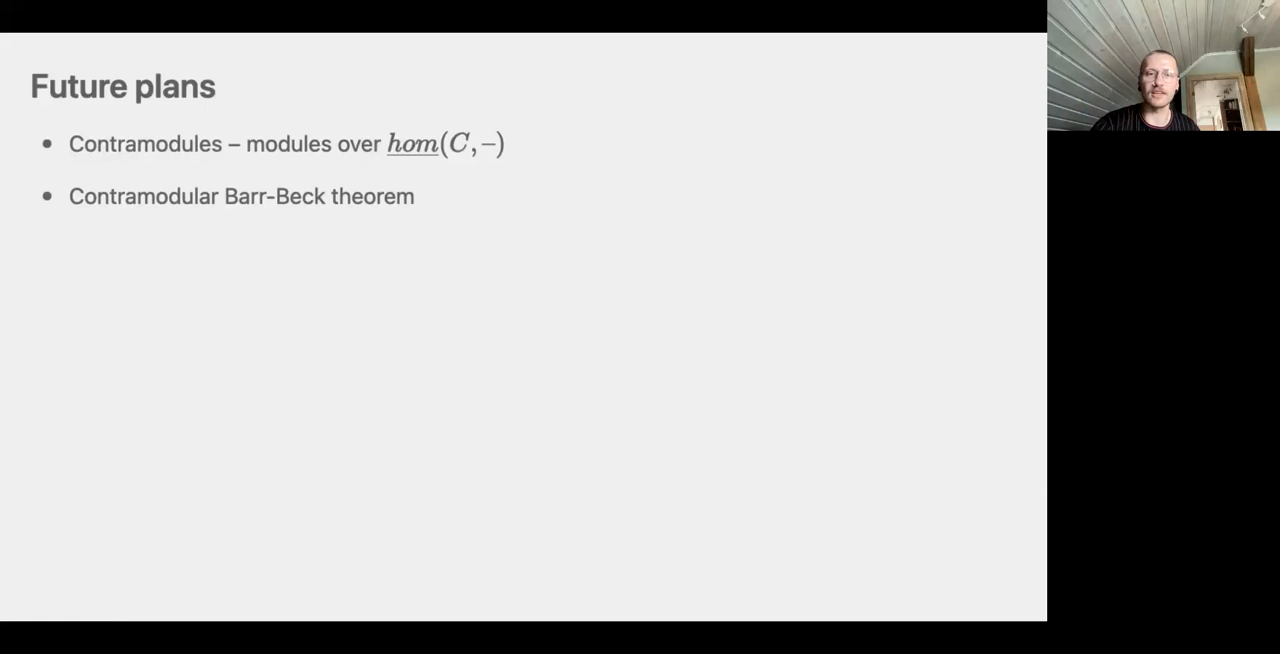 Future plans
• Contramodules – modules over hom(C, −)
• Contramodular Barr-Beck theorem